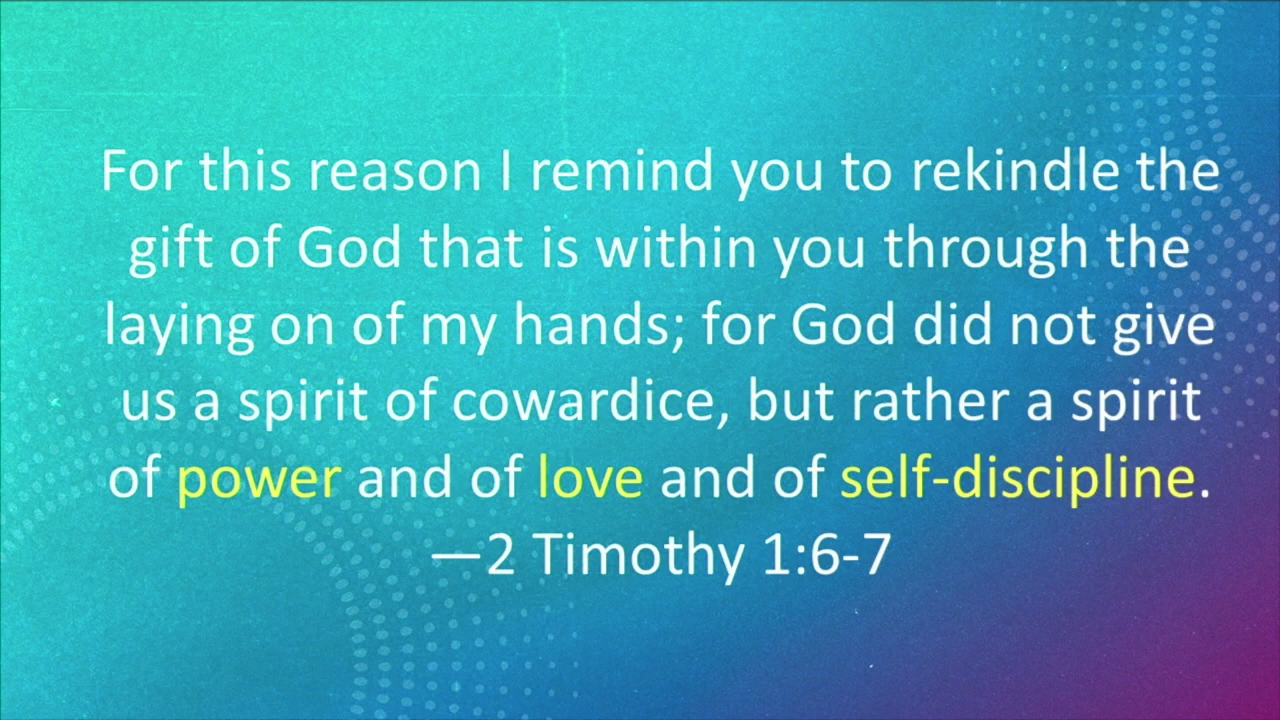 For this reason I remind you to rekindle the
gift of God that is within you through the
laying on of my hands; for God did not give
us a spirit of cowardice, but rather a spirit
of power and of love and of self-discipline.
—2 Timothy 1:6-7